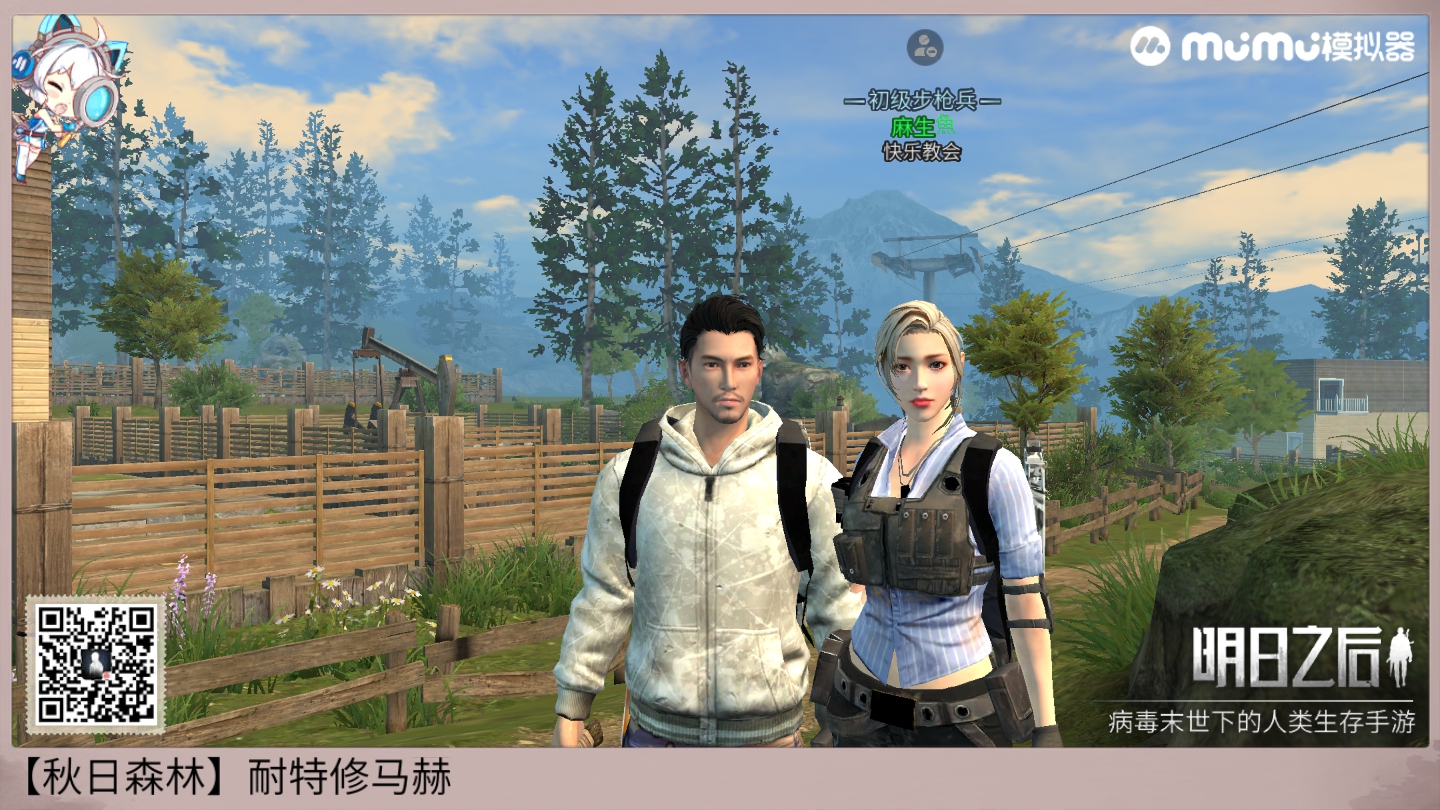 mumu模拟器
初级步枪兵
麻生魚
快乐教会
明日之后
病毒末世下的人类生存手游
【秋日森林】耐特修马赫